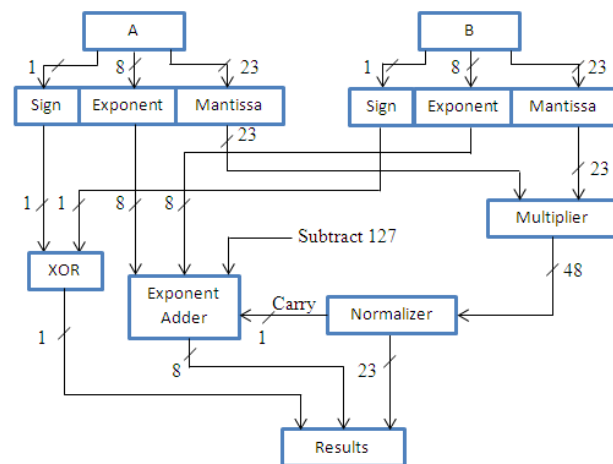 A B
1 8 23 1 8 23
Sign Exponent Mantissa Sign Exponent Mantissa
23
23
1 1 8 8
Multiplier
Subtract 127
48
XOR
Exponent Adder
Carry
Normalizer
1
1
8
23
Results